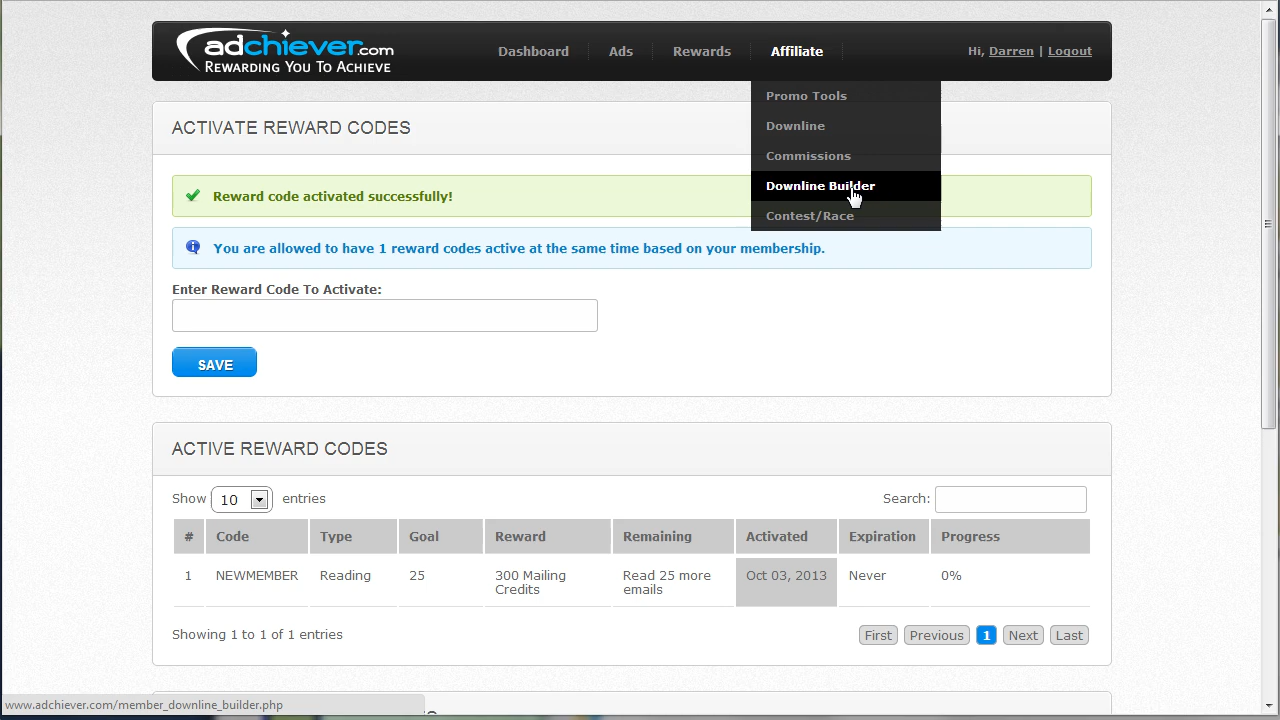 adchiever.com
REWARDING YOU TO ACHIEVE
Dashboard
Ads
Rewards
Affiliate
Hi, Darren | Logout
Promo Tools
Downline
Commissions
Downline Builder
Contest/Race
ACTIVATE REWARD CODES
Reward code activated successfully!
You are allowed to have 1 reward codes active at the same time based on your membership.
Enter Reward Code To Activate:
SAVE
ACTIVE REWARD CODES
Show 10 entries
Search:
# Code Type Goal Reward Remaining Activated Expiration Progress
1 NEWMEMBER Reading 25 300 Mailing Read 25 more Oct 03, 2013 Never 0%
Credits emails
Showing 1 to 1 of 1 entries
First Previous 1 Next Last
www.adchiever.com/member_downline_builder.php